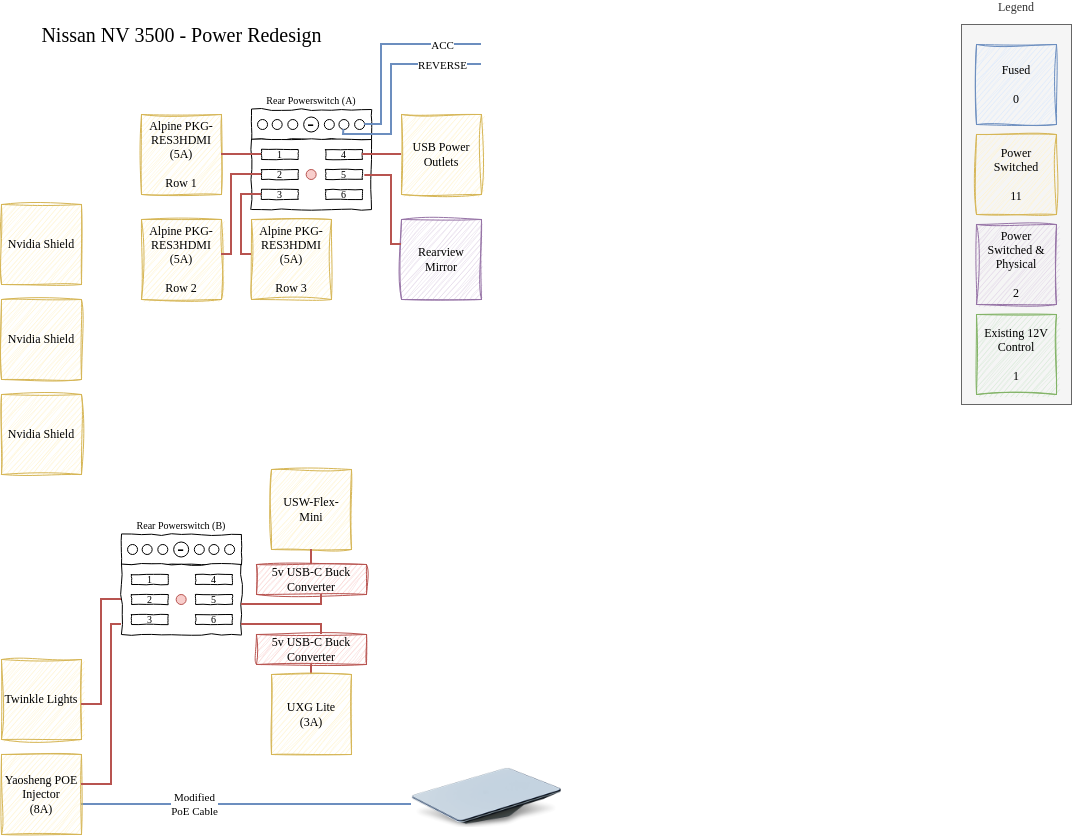 Legend
Nissan NV 3500 - Power Redesign
ACC
REVERSE
Fused
0
Rear Powerswitch (A)
Alpine PKG-
RES3HDMI
(5A)
Row 1
1
2
3
4
5
6
USB Power
Outlets
Power
Switched
11
Alpine PKG-
RES3HDMI
(5A)
Row 2
Alpine PKG-
RES3HDMI
(5A)
Row 3
Rearview
Mirror
Power
Switched &
Physical
2
Nvidia Shield
Nvidia Shield
Nvidia Shield
Existing 12V
Control
1
USW-Flex-
Mini
Rear Powerswitch (B)
1
2
3
4
5
6
5v USB-C Buck
Converter
5v USB-C Buck
Converter
Twinkle Lights
UXG Lite
(3A)
Yaosheng POE
Injector
(8A)
Modified
PoE Cable